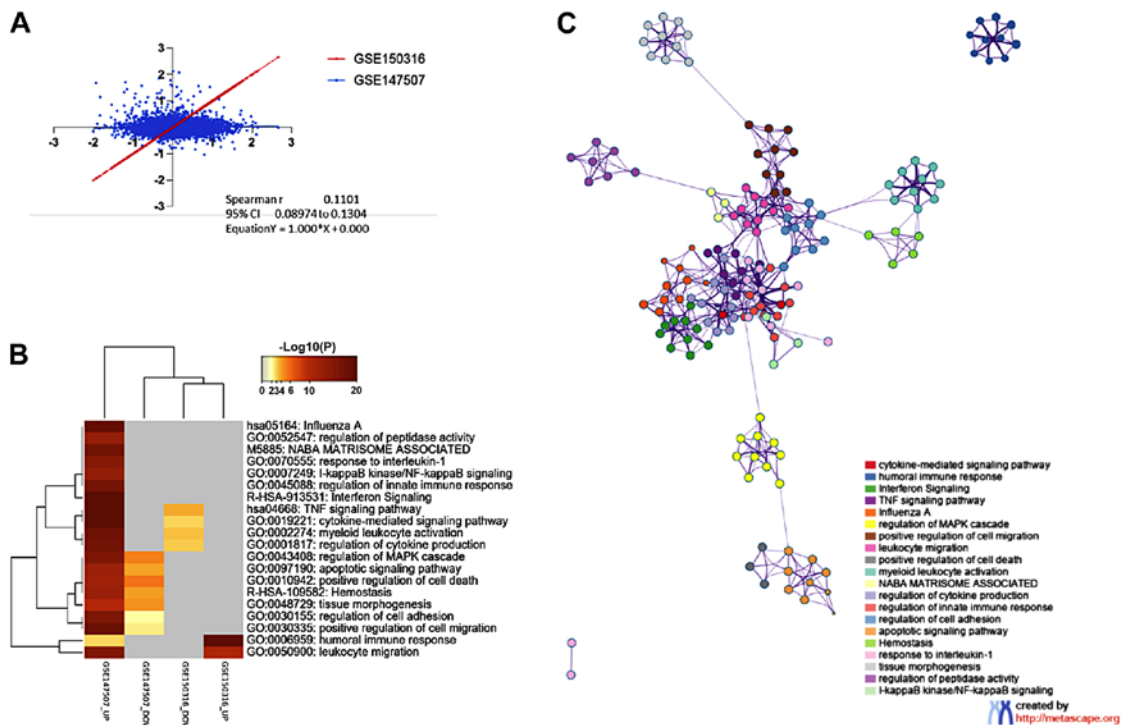 A
GSE150316
GSE147507
3
2
1
-3 -2 -1 1 2 3
-1
-2
-3
Spearman r 0.1101
95% CI 0.08974 to 0.1304
EquationY = 1.000*X + 0.000
B
-Log10(P)
0 2 3 4 6 10 20
hsa05164: Influenza A
GO:0052547: regulation of peptidase activity
M5885: NABA MATRISOME ASSOCIATED
GO:0070555: response to interleukin-1
GO:0007249: I-kappaB kinase/NF-kappaB signaling
GO:0045088: regulation of innate immune response
R-HSA-913531: Interferon Signaling
hsa04668: TNF signaling pathway
GO:0019221: cytokine-mediated signaling pathway
GO:0002274: myeloid leukocyte activation
GO:0001817: regulation of cytokine production
GO:0043408: regulation of MAPK cascade
GO:0097190: apoptotic signaling pathway
GO:0010942: positive regulation of cell death
R-HSA-109582: Hemostasis
GO:0048729: tissue morphogenesis
GO:0030155: regulation of cell adhesion
GO:0030335: positive regulation of cell migration
GO:0006959: humoral immune response
GO:0050900: leukocyte migration
GSE147507_UP
GSE147507_DOW
GSE150316_DOW
GSE150316_UP
C
cytokine-mediated signaling pathway
humoral immune response
Interferon Signaling
TNF signaling pathway
Influenza A
regulation of MAPK cascade
positive regulation of cell migration
leukocyte migration
positive regulation of cell death
myeloid leukocyte activation
NABA MATRISOME ASSOCIATED
regulation of cytokine production
regulation of innate immune response
regulation of cell adhesion
apoptotic signaling pathway
Hemostasis
response to interleukin-1
tissue morphogenesis
regulation of peptidase activity
I-kappaB kinase/NF-kappaB signaling
created by
http://metascape.org